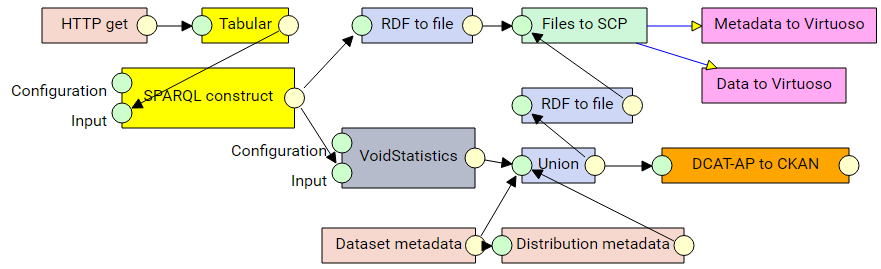 HTTP get
Tabular
RDF to file
Files to SCP
Metadata to Virtuoso
Data to Virtuoso
Configuration
SPARQL construct
Input
RDF to file
Configuration
VoidStatistics
Input
Union
DCAT-AP to CKAN
Dataset metadata
Distribution metadata